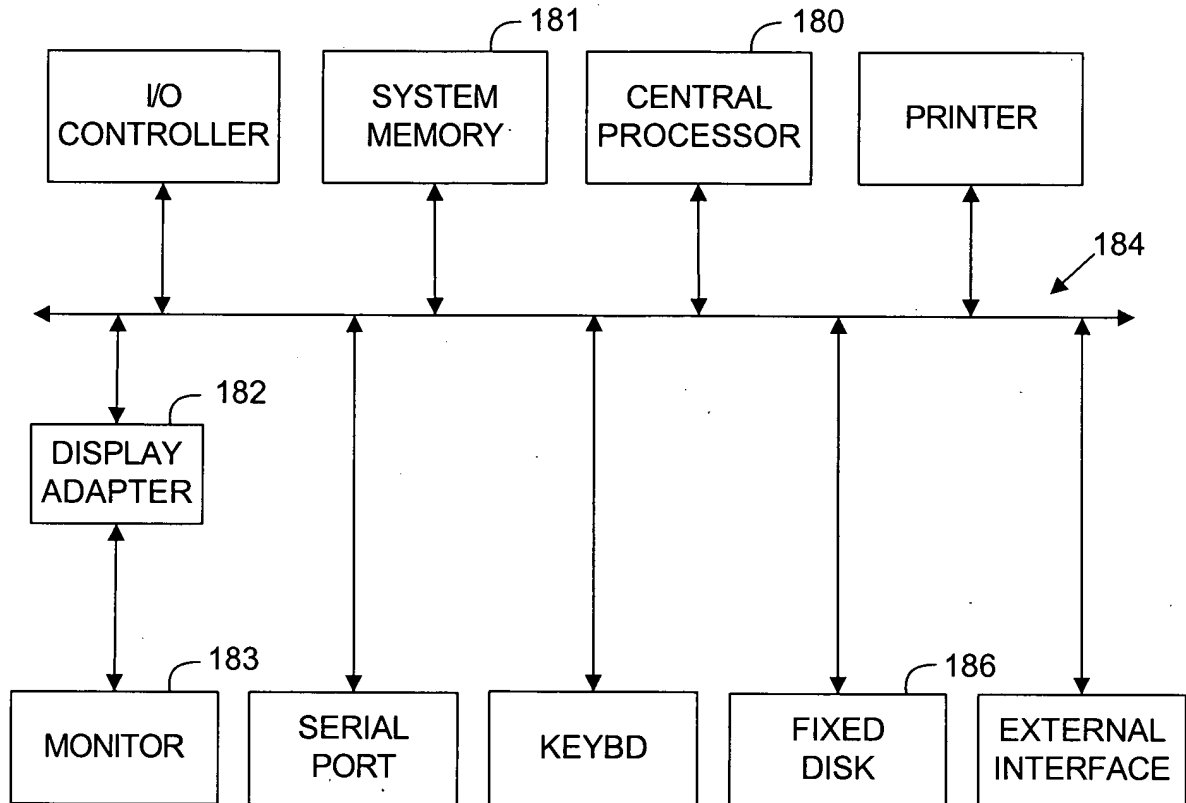 181
180
I/O
CONTROLLER
SYSTEM
MEMORY
CENTRAL
PROCESSOR
PRINTER
184
182
DISPLAY
ADAPTER
183
186
MONITOR
SERIAL
PORT
KEYBD
FIXED
DISK
EXTERNAL
INTERFACE